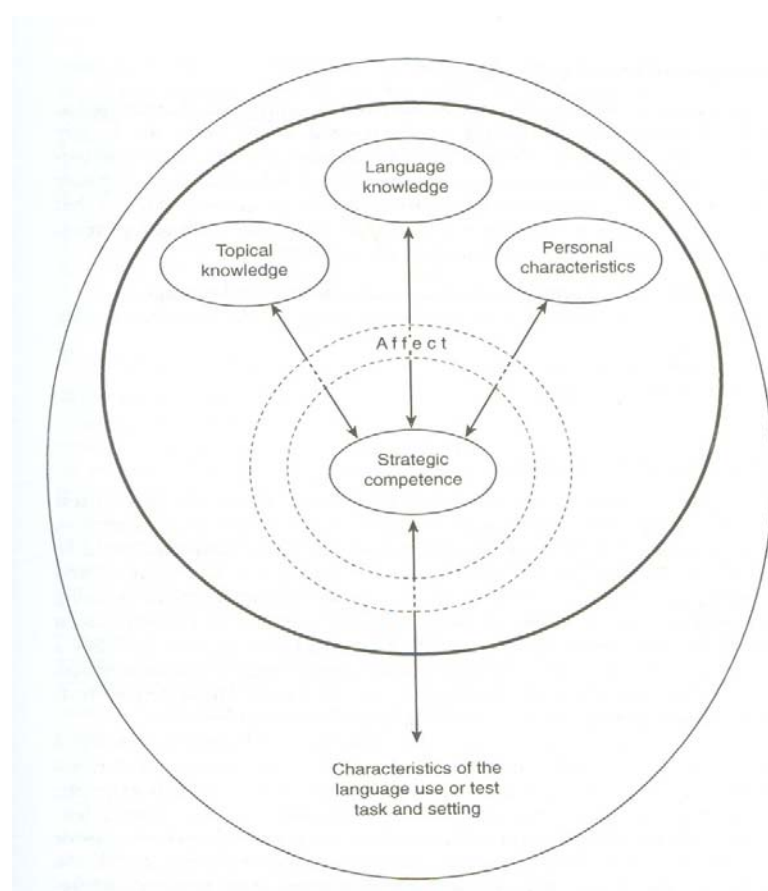 Language
knowledge
Topical
knowledge
Personal
characteristics
Affect
Strategic
competence
Characteristics of the
language use or test
task and setting